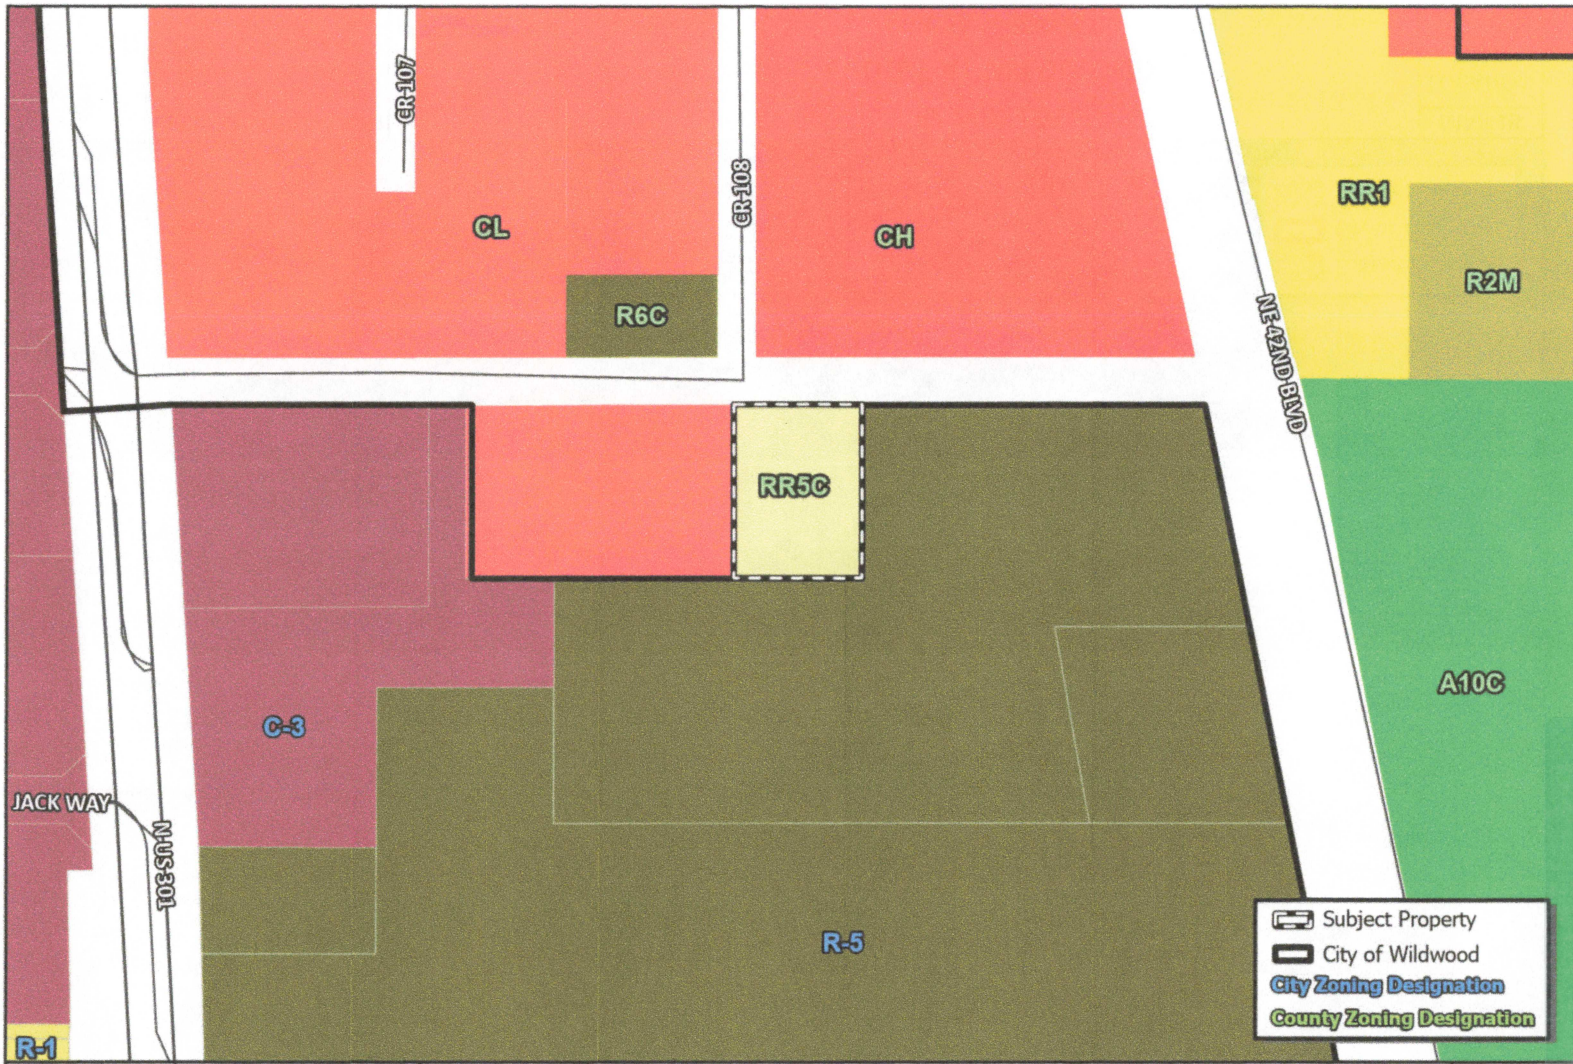 CR 107
CR 108
CL
CH
RR1
R2M
R6C
NE 42ND BLVD
RR5C
A10C
C-3
JACK WAY
N US 301
R-5
R-1
Subject Property
City of Wildwood
City Zoning Designation
County Zoning Designation